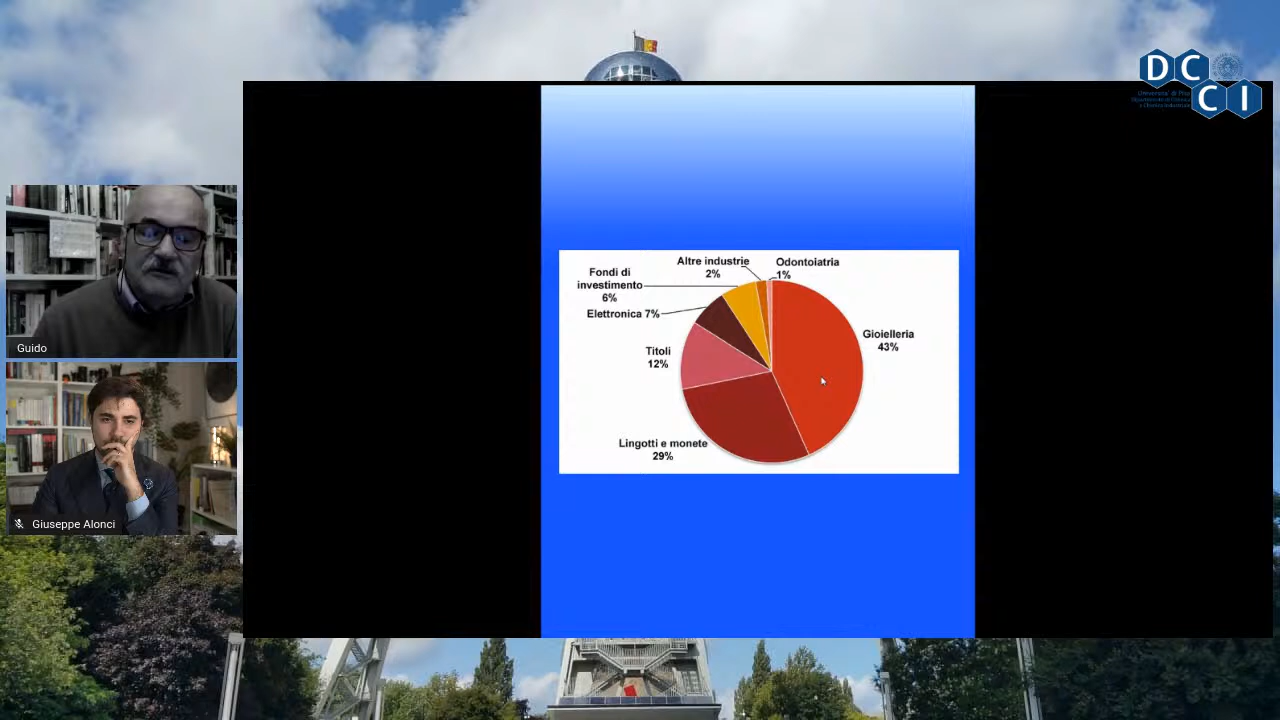 DC
CI
Altre industrie
2%
Odontoiatria
1%
Fondi di
investimento
6%
Elettronica 7%
Gioielleria
43%
Titoli
12%
Lingotti e monete
29%
Guido
Giuseppe Alonci